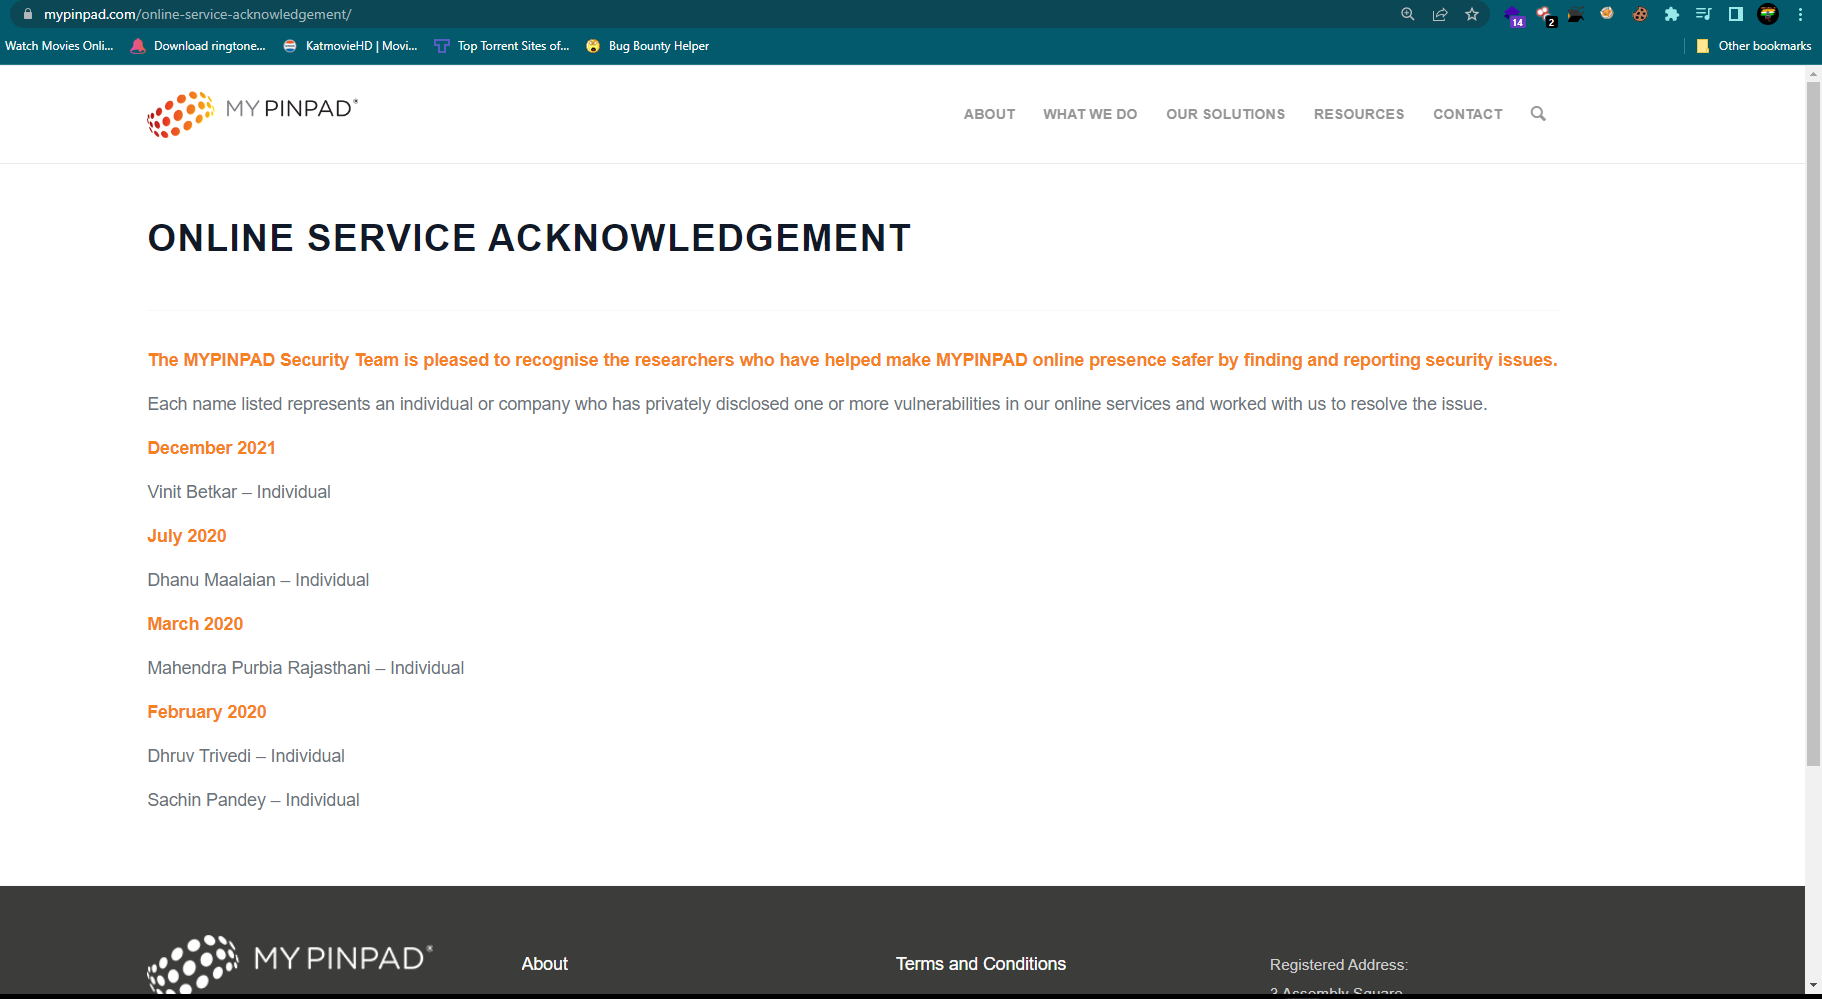 mypinpad.com/online-service-acknowledgement/
14
2
Watch Movies Onli...
Download ringtone...
KatmovieHD | Movi...
Top Torrent Sites of...
Bug Bounty Helper
Other bookmarks
MYPINPAD®
ABOUT
WHAT WE DO
OUR SOLUTIONS
RESOURCES
CONTACT
ONLINE SERVICE ACKNOWLEDGEMENT
The MYPINPAD Security Team is pleased to recognise the researchers who have helped make MYPINPAD online presence safer by finding and reporting security issues.
Each name listed represents an individual or company who has privately disclosed one or more vulnerabilities in our online services and worked with us to resolve the issue.
December 2021
Vinit Betkar – Individual
July 2020
Dhanu Maalaian – Individual
March 2020
Mahendra Purbia Rajasthani – Individual
February 2020
Dhruv Trivedi – Individual
Sachin Pandey – Individual
MYPINPAD®
About
Terms and Conditions
Registered Address:
3 Assembly Square